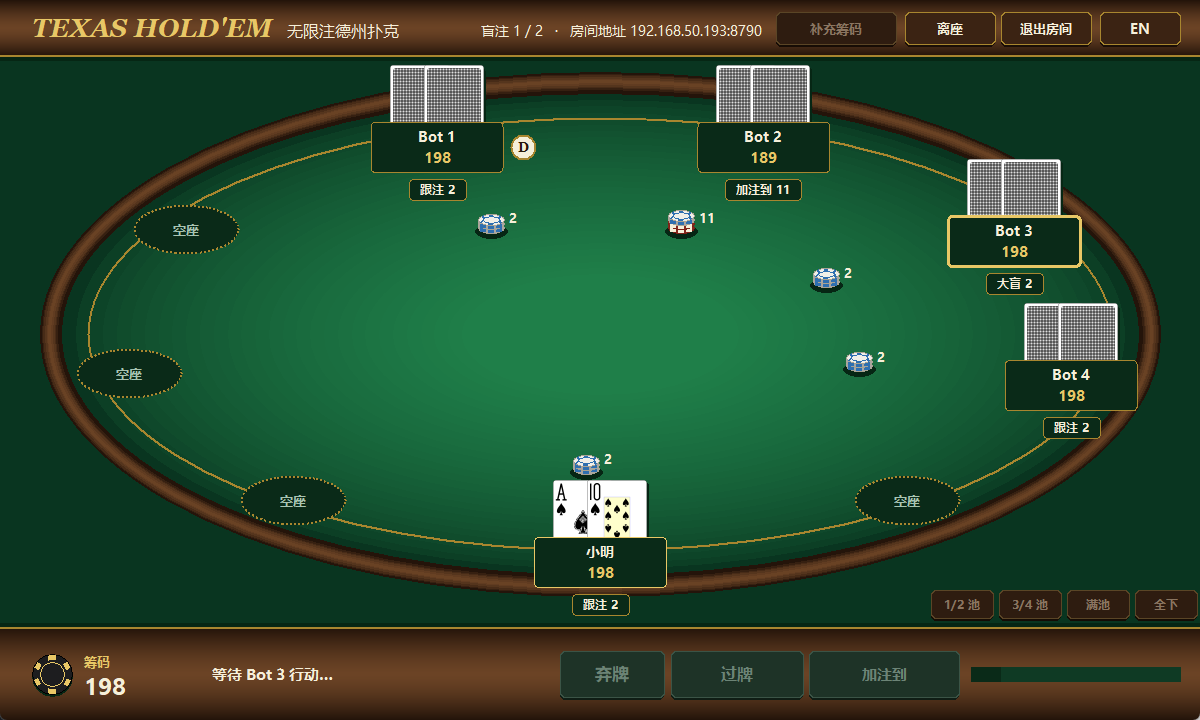 TEXAS HOLD'EM 无限注德州扑克 盲注 1 / 2 · 房间地址 192.168.50.193:8790 补充筹码 离座 退出房间 EN
Bot 1
198
D
跟注 2
2
Bot 2
189
加注到 11
11
Bot 3
198
大盲 2
2
空座
Bot 4
198
跟注 2
2
空座
空座
空座
2
A 10
小明
198
跟注 2
1/2 池 3/4 池 满池 全下
筹码
198
等待 Bot 3 行动...
弃牌 过牌 加注到